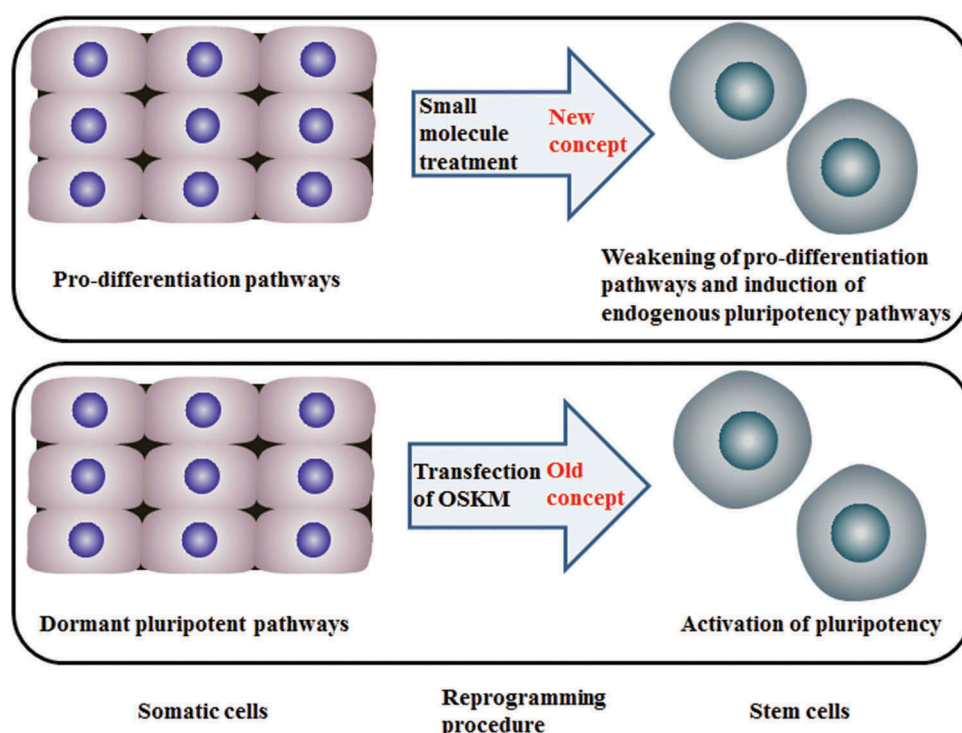 Small
molecule
treatment
New
concept
Pro-differentiation pathways
Weakening of pro-differentiation
pathways and induction of
endogenous pluripotency pathways
Transfection
of OSKM
Old
concept
Dormant pluripotent pathways
Activation of pluripotency
Somatic cells
Reprogramming
procedure
Stem cells